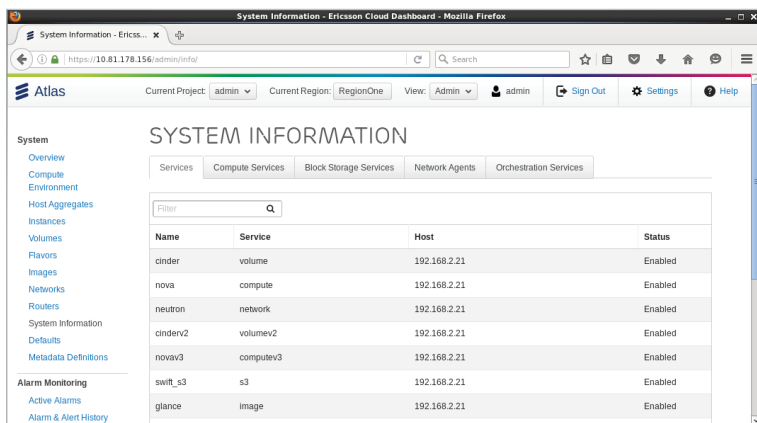 System Information - Ericsson Cloud Dashboard - Mozilla Firefox
System Information - Ericss...
https://10.81.178.156/admin/info/
Search
Atlas
Current Project: admin Current Region: RegionOne View: Admin admin Sign Out Settings Help
System
Overview
Compute
Environment
Host Aggregates
Instances
Volumes
Flavors
Images
Networks
Routers
System Information
Defaults
Metadata Definitions
Alarm Monitoring
Active Alarms
Alarm & Alert History
SYSTEM INFORMATION
Services Compute Services Block Storage Services Network Agents Orchestration Services
Filter
Name Service Host Status
cinder volume 192.168.2.21 Enabled
nova compute 192.168.2.21 Enabled
neutron network 192.168.2.21 Enabled
cinderv2 volumev2 192.168.2.21 Enabled
novav3 computev3 192.168.2.21 Enabled
swift_s3 s3 192.168.2.21 Enabled
glance image 192.168.2.21 Enabled